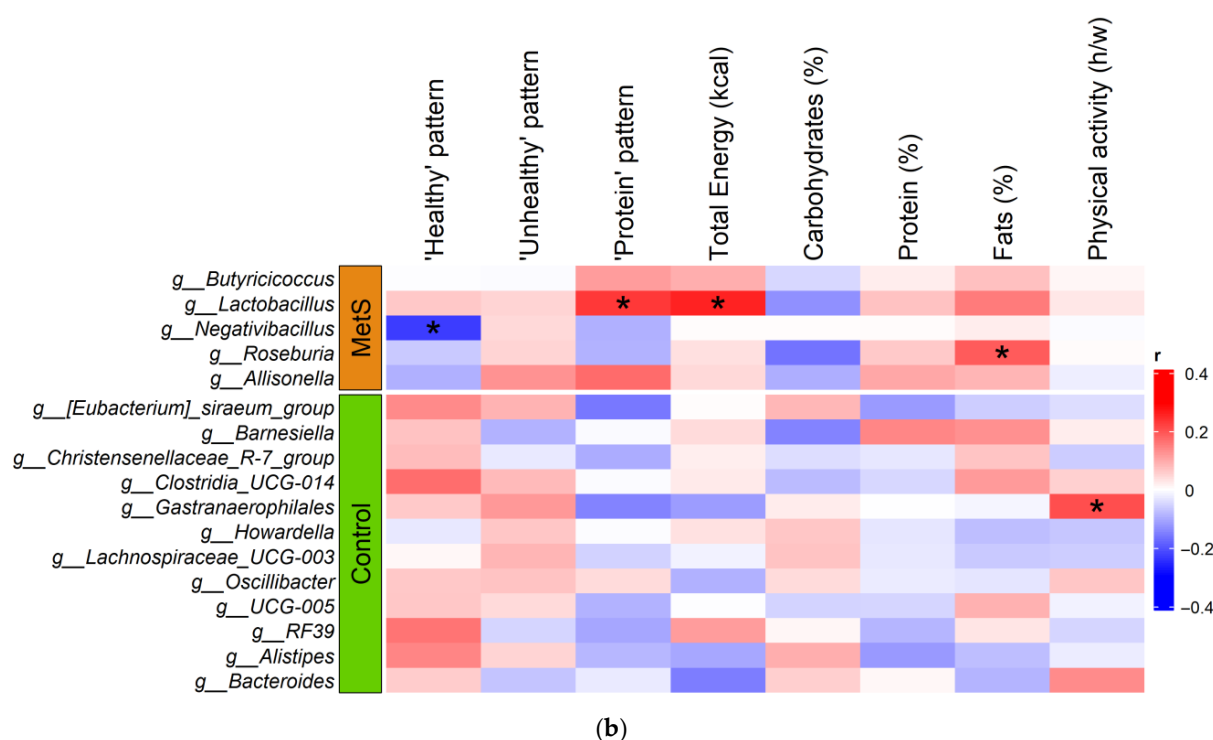 'Healthy' pattern
'Unhealthy' pattern
'Protein' pattern
Total Energy (kcal)
Carbohydrates (%)
Protein (%)
Fats (%)
Physical activity (h/w)
MetS
g__Butyricicoccus
g__Lactobacillus * *
g__Negativibacillus *
g__Roseburia *
g__Allisonella
Control
g__[Eubacterium]_siraeum_group
g__Barnesiella
g__Christensenellaceae_R-7_group
g__Clostridia_UCG-014
g__Gastranaerophilales *
g__Howardella
g__Lachnospiraceae_UCG-003
g__Oscillibacter
g__UCG-005
g__RF39
g__Alistipes
g__Bacteroides
r
0.4
0.2
0
−0.2
−0.4
(b)